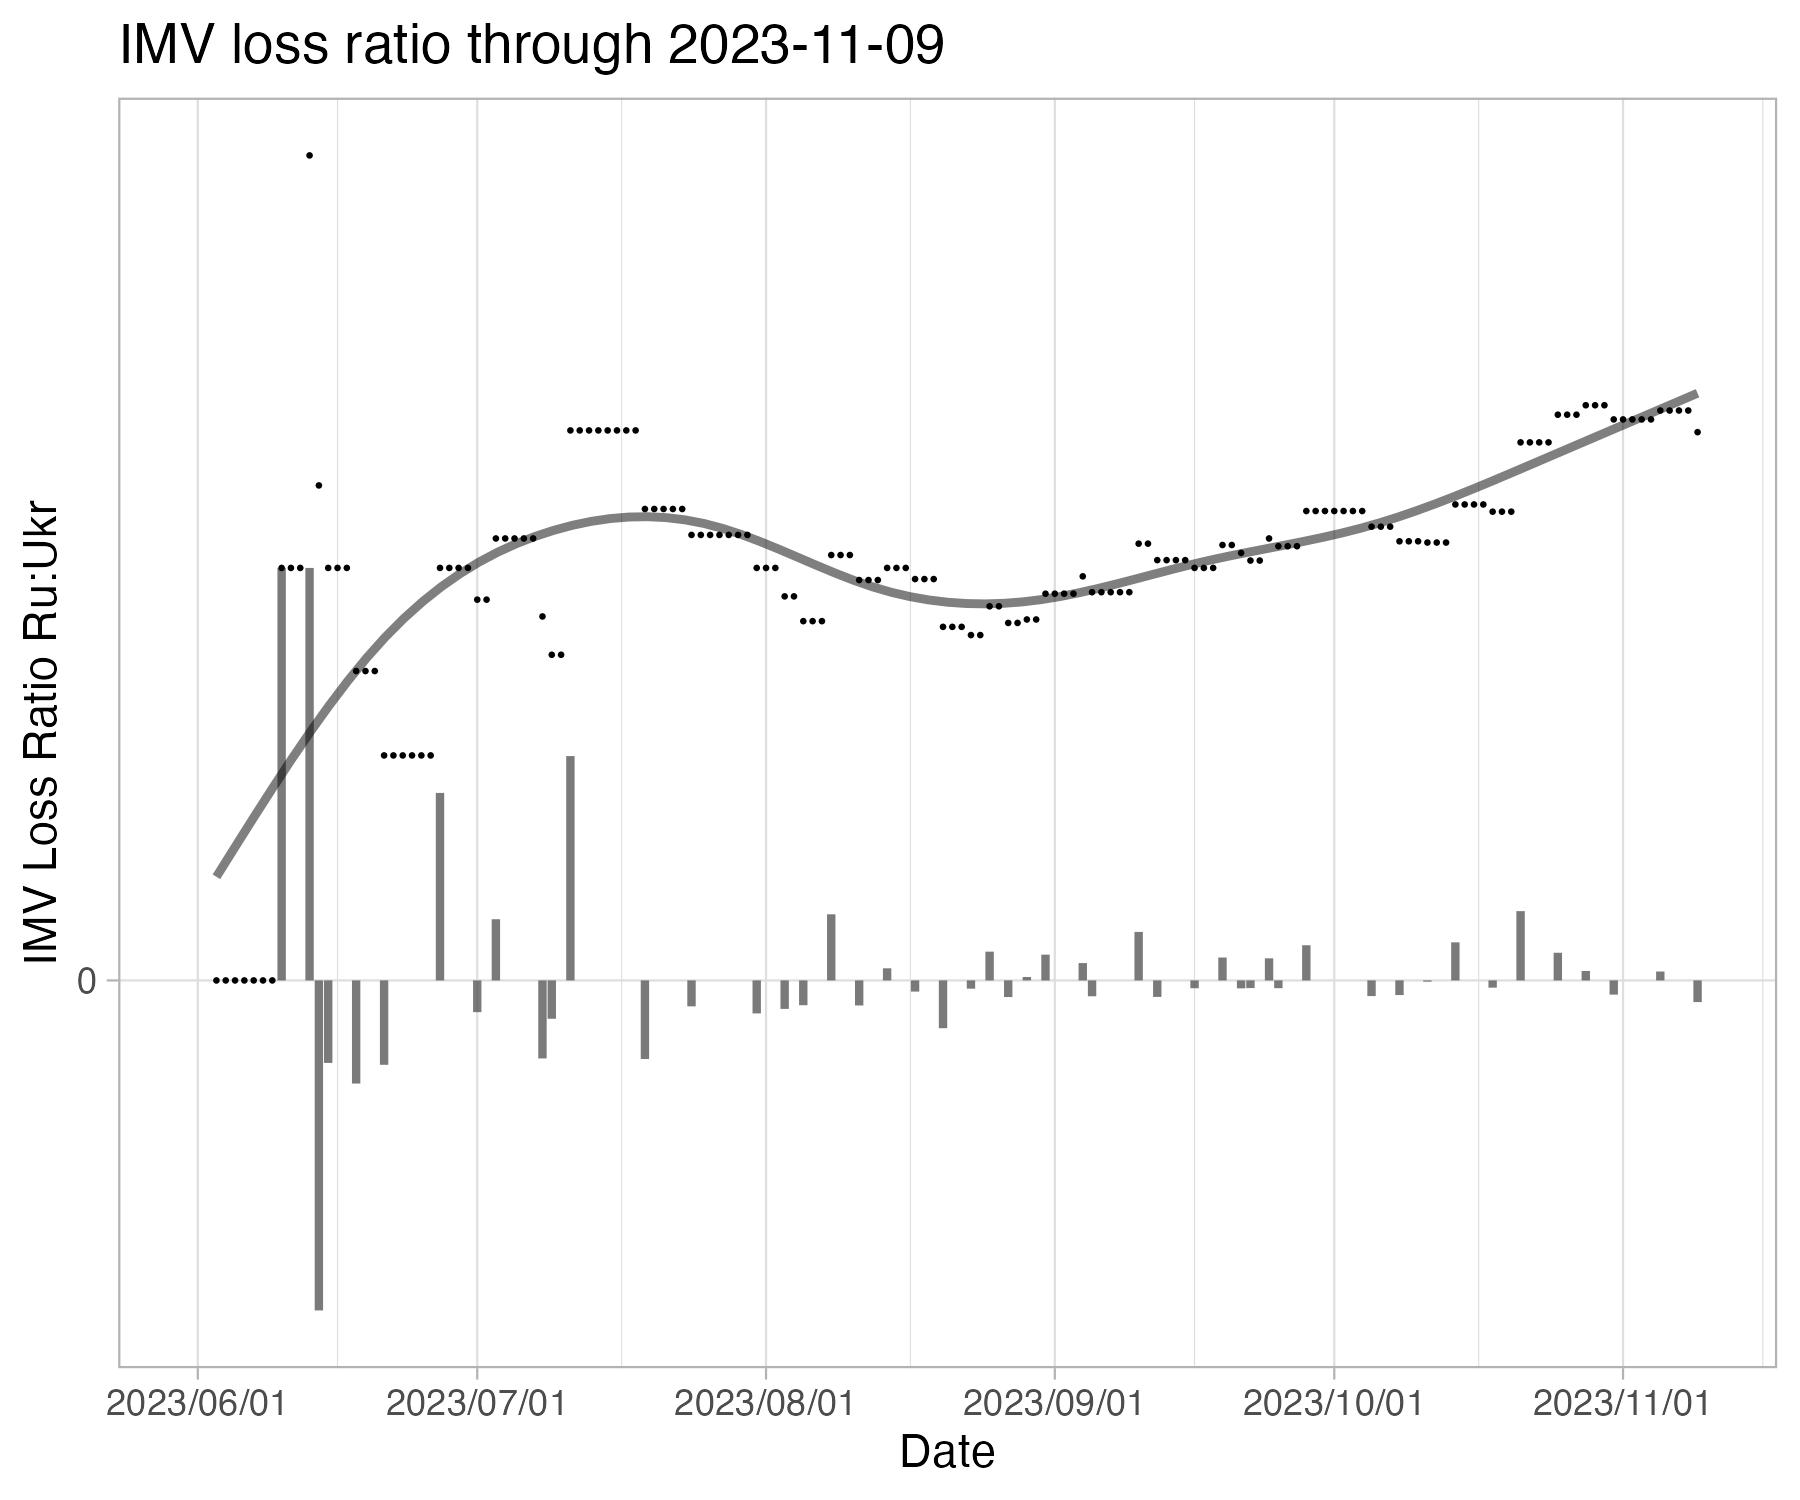 IMV loss ratio through 2023-11-09
IMV Loss Ratio Ru:Ukr
0
2023/06/01 2023/07/01 2023/08/01 2023/09/01 2023/10/01 2023/11/01
Date